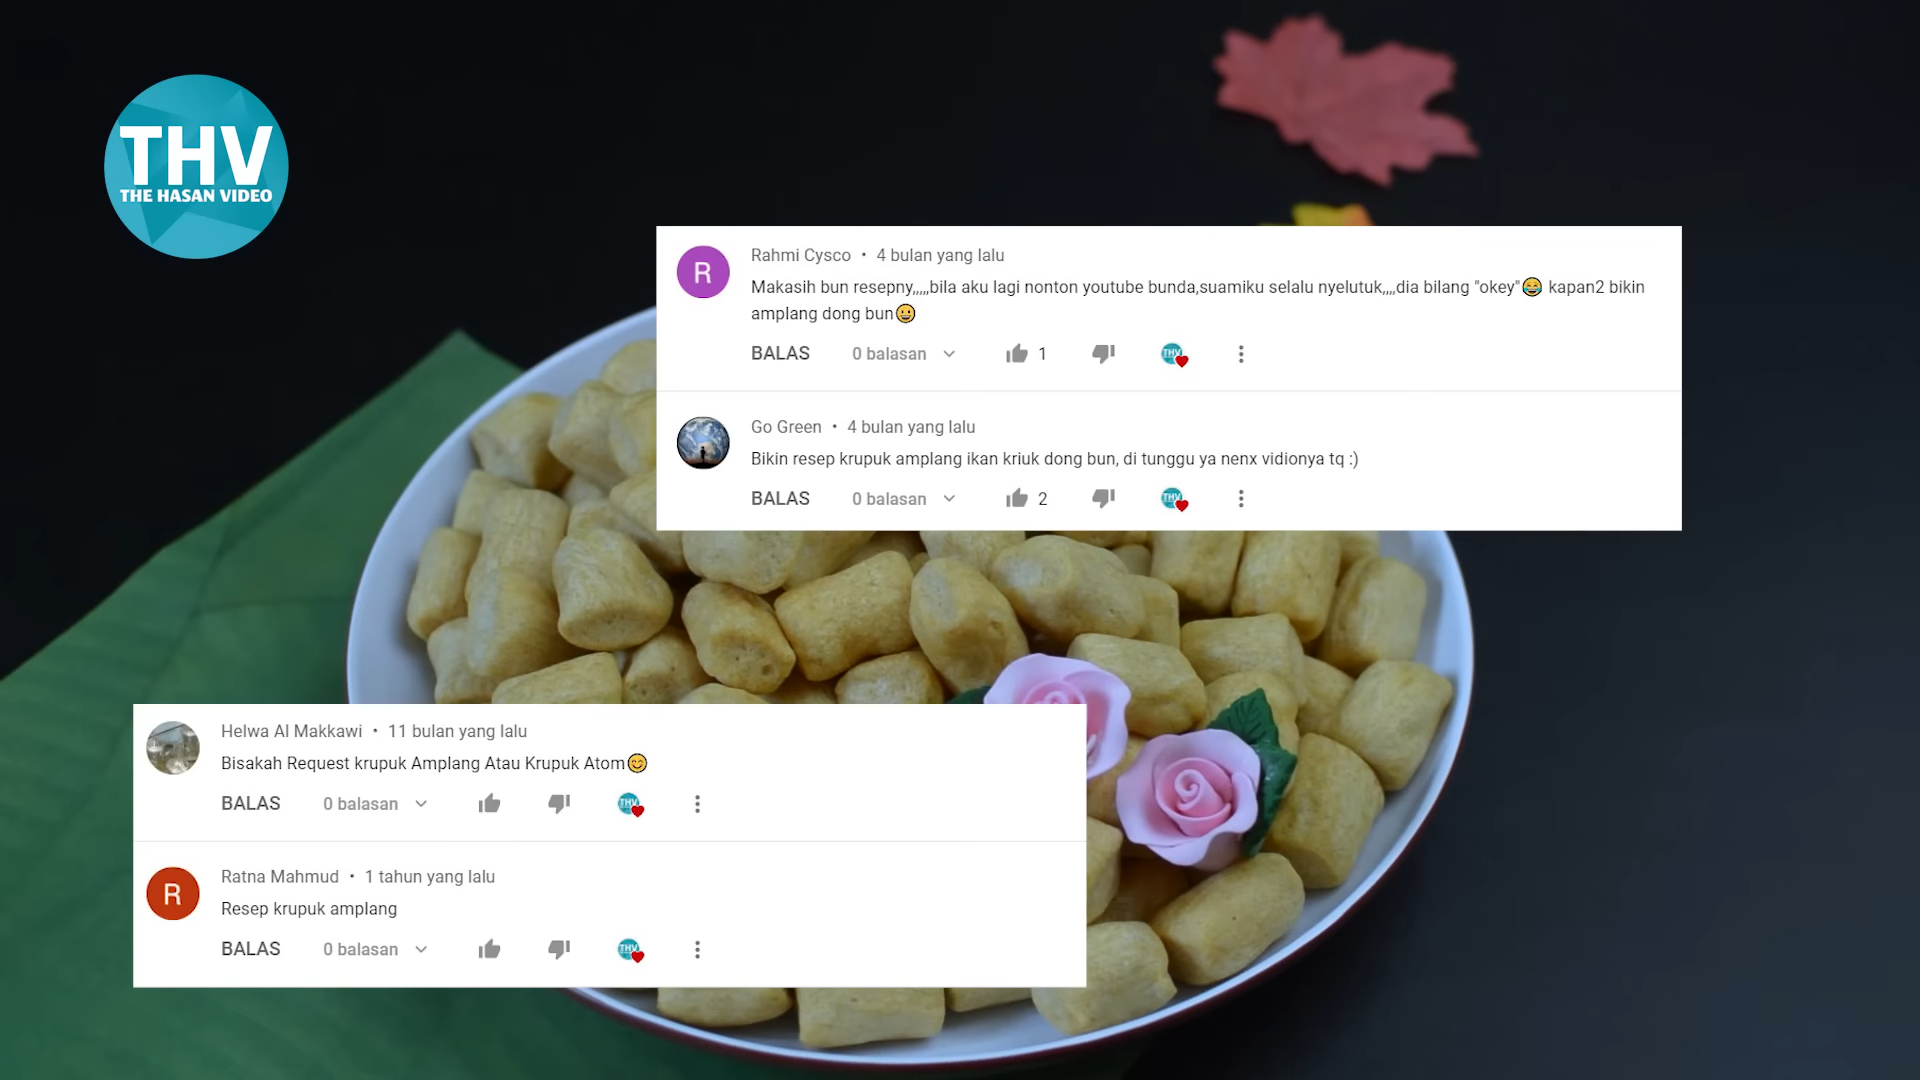 THV
THE HASAN VIDEO
Rahmi Cysco • 4 bulan yang lalu
Makasih bun resepny,,,,,bila aku lagi nonton youtube bunda,suamiku selalu nyelutuk,,,,dia bilang "okey"😂 kapan2 bikin
amplang dong bun😀
BALAS 0 balasan 1 THV
Go Green • 4 bulan yang lalu
Bikin resep krupuk amplang ikan kriuk dong bun, di tunggu ya nenx vidionya tq :)
BALAS 0 balasan 2 THV
Helwa Al Makkawi • 11 bulan yang lalu
Bisakah Request krupuk Amplang Atau Krupuk Atom😊
BALAS 0 balasan THV
R
Ratna Mahmud • 1 tahun yang lalu
Resep krupuk amplang
BALAS 0 balasan THV
R